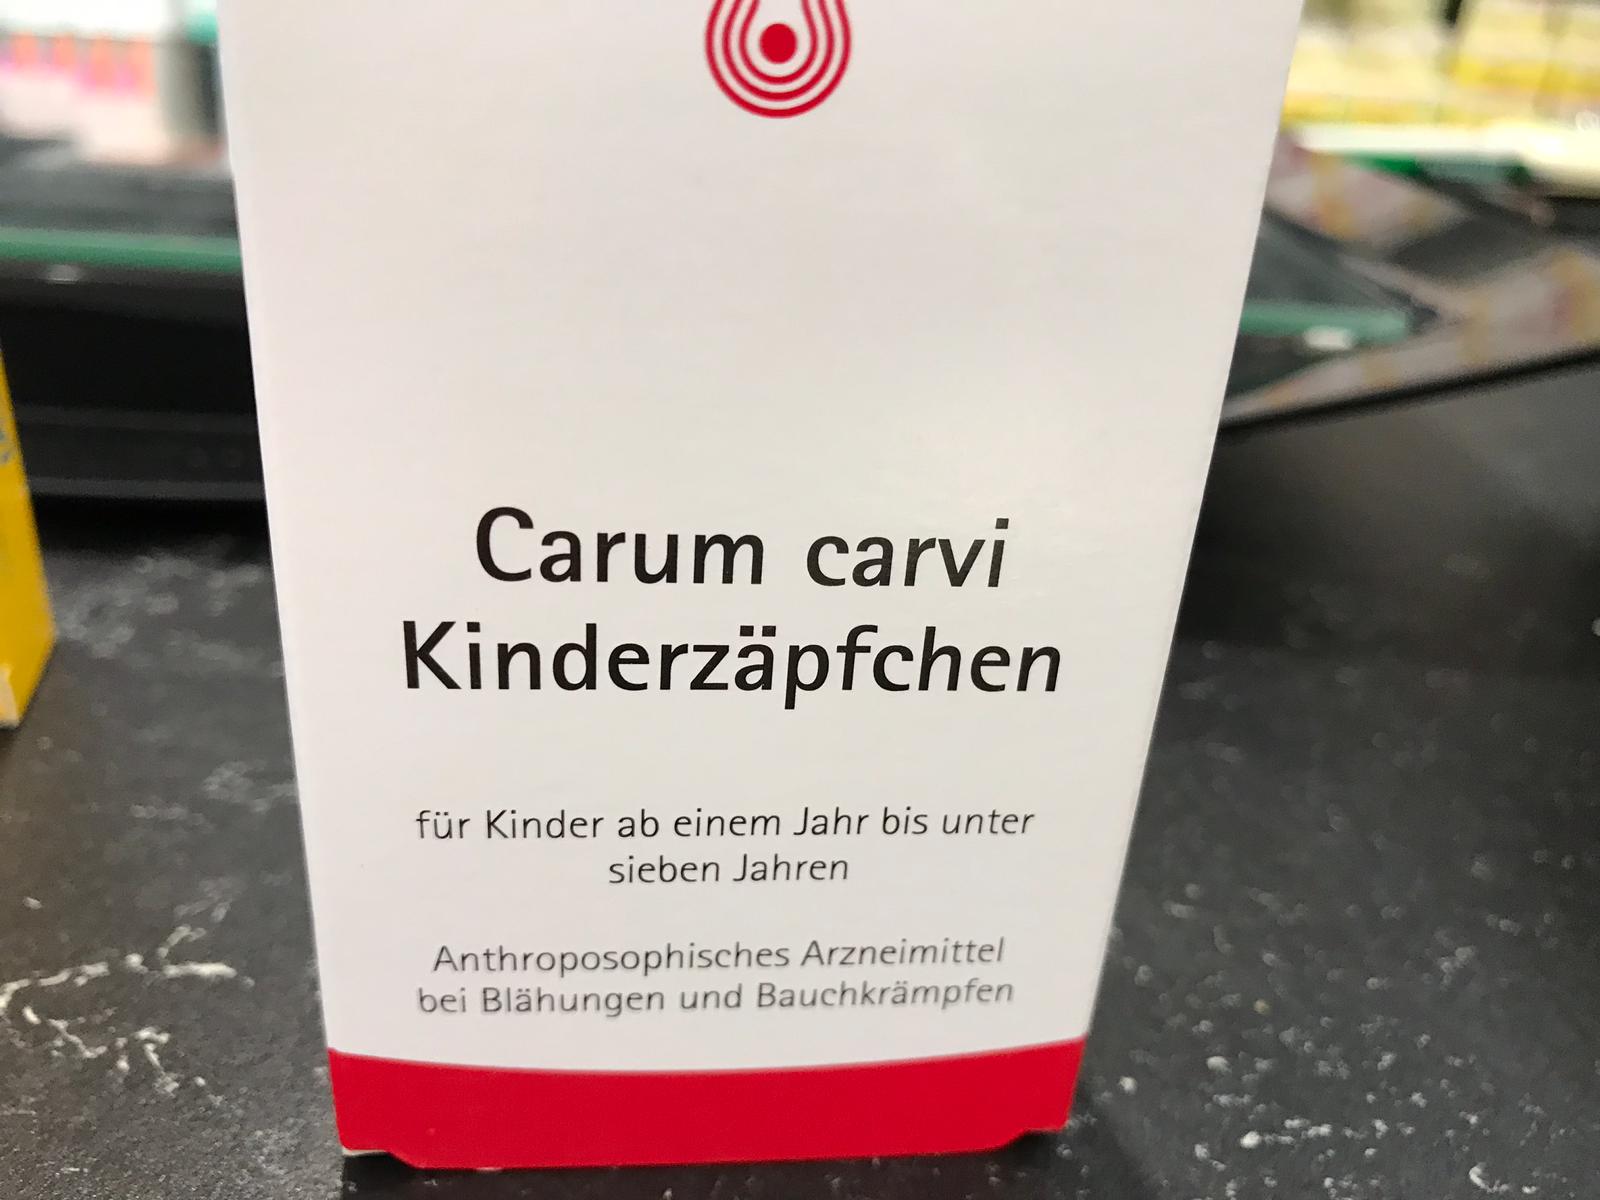 Carum carvi
Kinderzäpfchen
für Kinder ab einem Jahr bis unter
sieben Jahren
Anthroposophisches Arzneimittel
bei Blähungen und Bauchkrämpfen